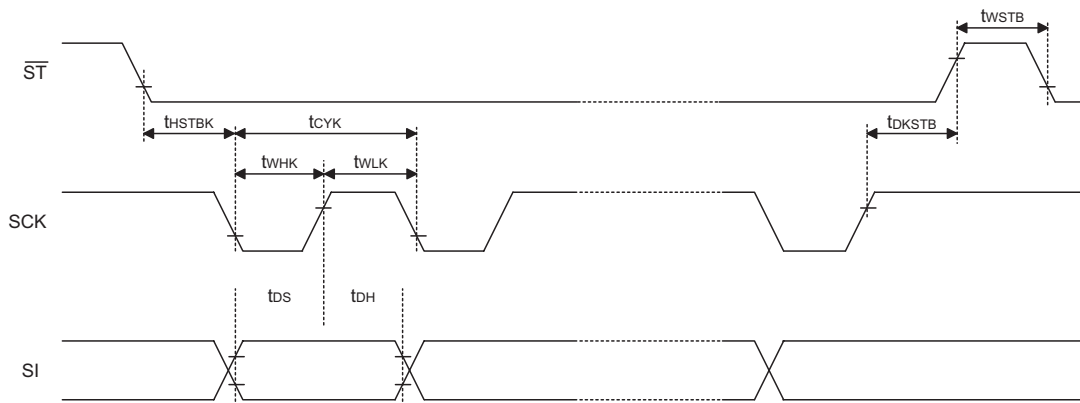 tWSTB
ST
tHSTBK
tCYK
tDKSTB
tWHK
tWLK
SCK
tDS
tDH
SI